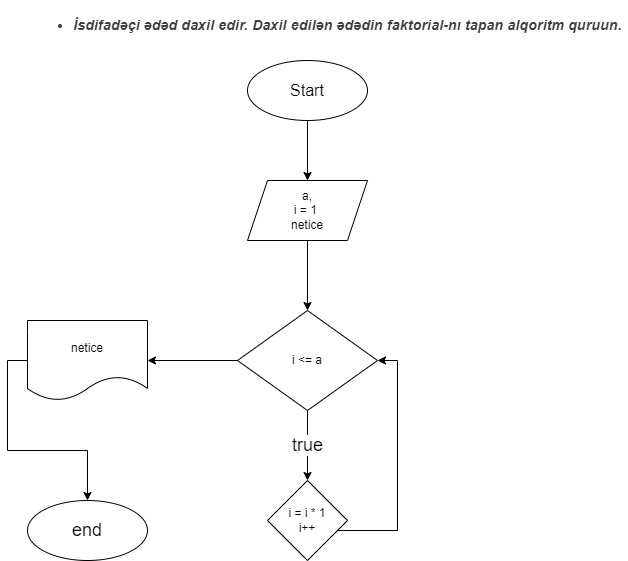 İsdifadəçi ədəd daxil edir. Daxil edilən ədədin faktorial-nı tapan alqoritm quruun.
Start
a,
i = 1
netice
netice
i <= a
true
i = i * 1
i++
end